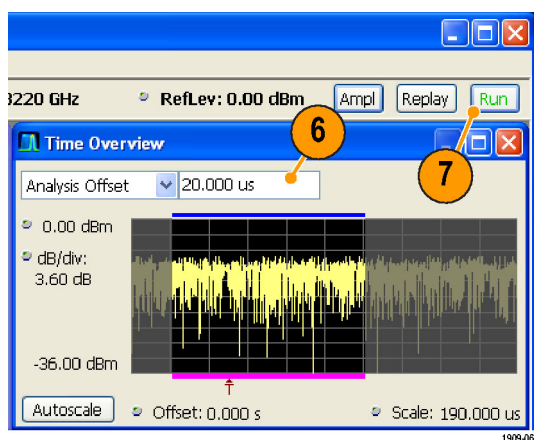 3220 GHz RefLev: 0.00 dBm Ampl Replay Run
6
Time Overview
7
Analysis Offset 20.000 us
0.00 dBm
dB/div:
3.60 dB
-36.00 dBm
Autoscale Offset: 0.000 s Scale: 190.000 us
1909-06